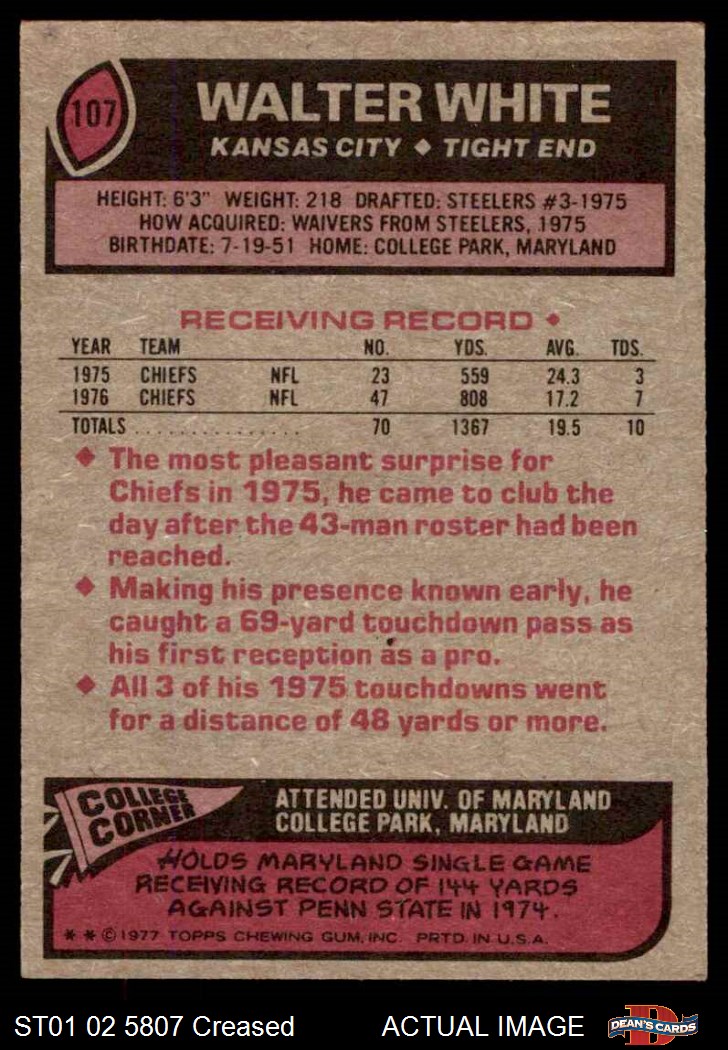 107
WALTER WHITE
KANSAS CITY ◆ TIGHT END
HEIGHT: 6'3" WEIGHT: 218 DRAFTED: STEELERS #3-1975
HOW ACQUIRED: WAIVERS FROM STEELERS, 1975
BIRTHDATE: 7-19-51 HOME: COLLEGE PARK, MARYLAND
RECEIVING RECORD ◆
YEAR TEAM NO. YDS. AVG. TDS.
1975 CHIEFS NFL 23 559 24.3 3
1976 CHIEFS NFL 47 808 17.2 7
TOTALS ................ 70 1367 19.5 10
◆ The most pleasant surprise for
Chiefs in 1975, he came to club the
day after the 43-man roster had been
reached.
◆ Making his presence known early, he
caught a 69-yard touchdown pass as
his first reception as a pro.
◆ All 3 of his 1975 touchdowns went
for a distance of 48 yards or more.
COLLEGE
CORNER
ATTENDED UNIV. OF MARYLAND
COLLEGE PARK, MARYLAND
HOLDS MARYLAND SINGLE GAME
RECEIVING RECORD OF 144 YARDS
AGAINST PENN STATE IN 1974.
* * © 1977 TOPPS CHEWING GUM, INC. PRTD. IN U.S.A.
ST01 02 5807 Creased ACTUAL IMAGE
D
DEAN'S CARDS